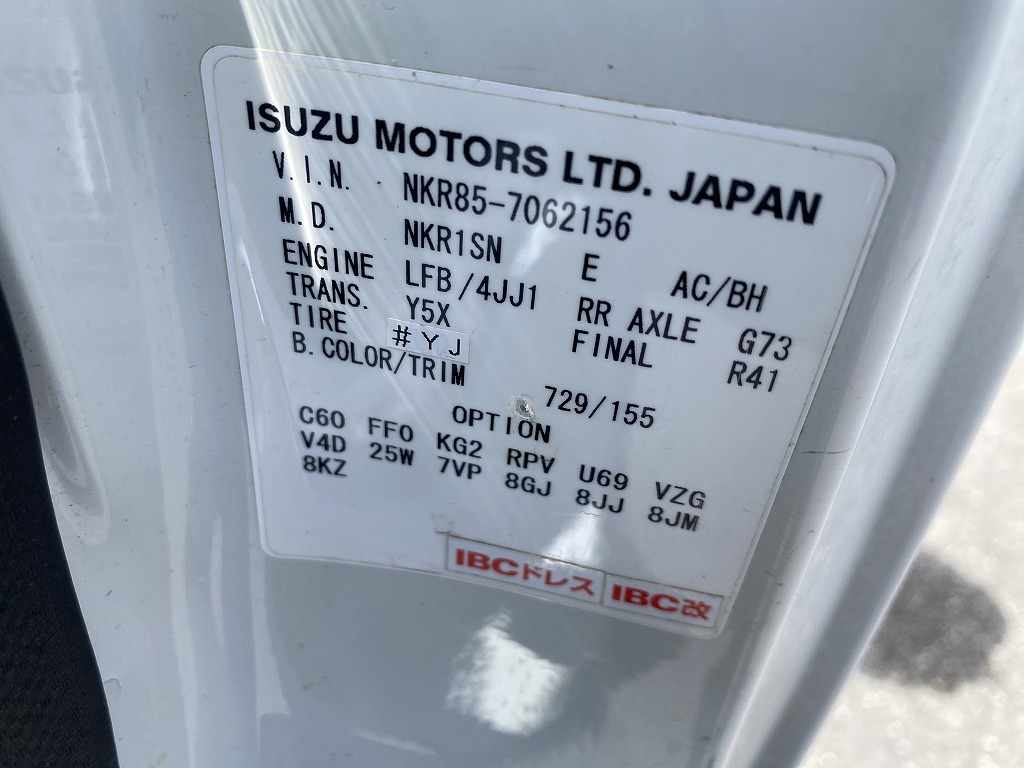 ISUZU MOTORS LTD. JAPAN
V.I.N. NKR85-7062156
M.D. NKR1SN E AC/BH
ENGINE LFB/4JJ1 RR AXLE G73
TRANS. Y5X FINAL R41
TIRE #YJ
B.COLOR/TRIM 729/155
OPTION
C60 FF0 KG2 RPV U69 VZG
V4D 25W 7VP 8GJ 8JJ 8JM
8KZ
IBCドレス IBC改